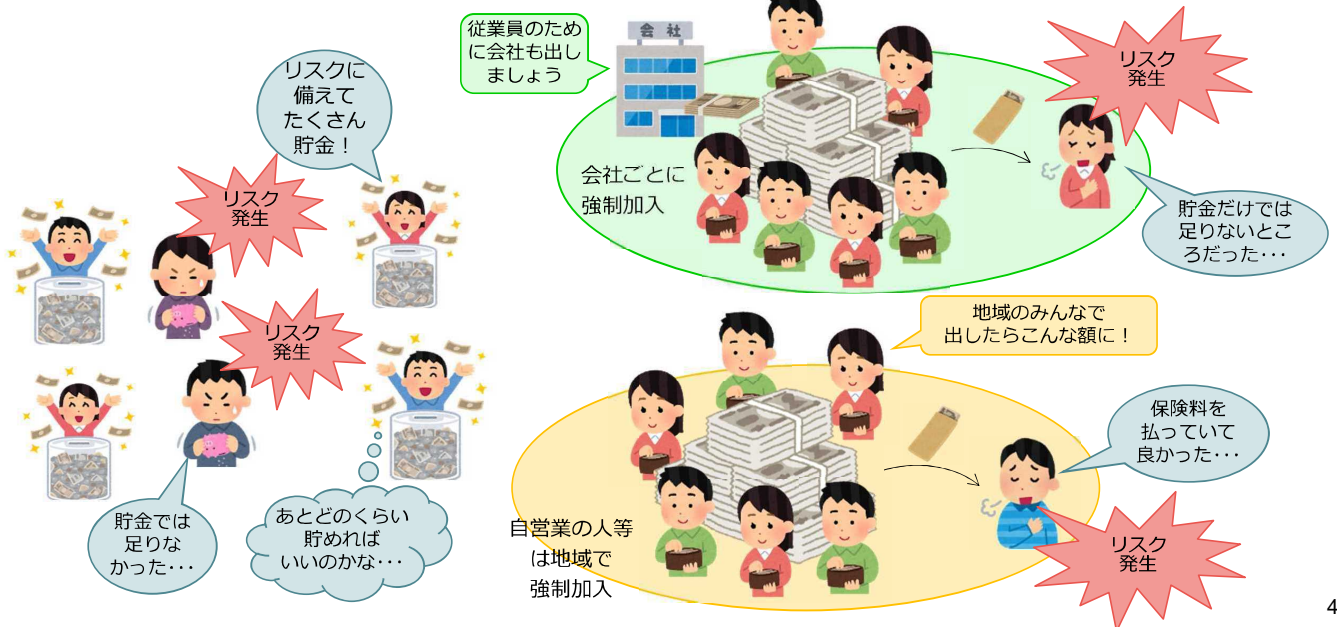 リスクに
備えて
たくさん
貯金！
リスク
発生
リスク
発生
貯金では
足りな
かった･･･
あとどのくらい
貯めれば
いいのかな･･･
従業員のため
に会社も出し
ましょう
会社
会社ごとに
強制加入
リスク
発生
貯金だけでは
足りないとこ
ろだった･･･
地域のみんなで
出したらこんな額に！
自営業の人等
は地域で
強制加入
保険料を
払っていて
良かった･･･
リスク
発生
4